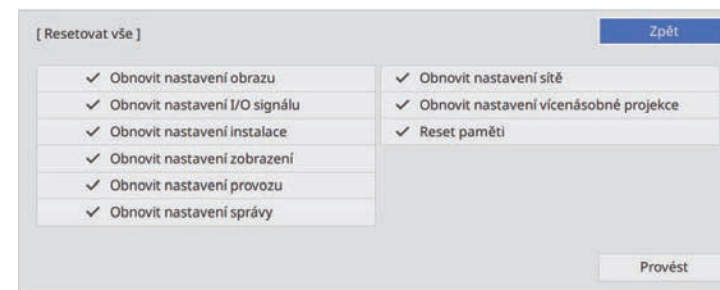 [ Resetovat vše ]
Zpět
Obnovit nastavení obrazu
Obnovit nastavení I/O signálu
Obnovit nastavení instalace
Obnovit nastavení zobrazení
Obnovit nastavení provozu
Obnovit nastavení správy
Obnovit nastavení sítě
Obnovit nastavení vícenásobné projekce
Reset paměti
Provést